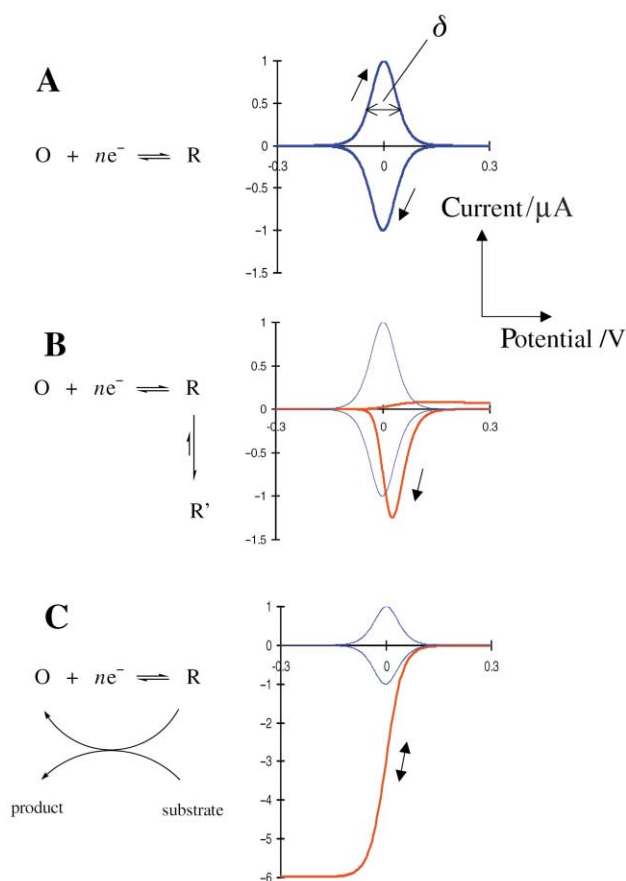 δ
A
1
0.5
O + ne⁻ ⇌ R
0
-0.3
0
0.3
-0.5
-1
-1.5
Current/μA
Potential /V
B
1
0.5
O + ne⁻ ⇌ R
0
-0.3
0
0.3
-0.5
-1
-1.5
R'
C
1
O + ne⁻ ⇌ R
0
-0.3
0
0.3
-1
-2
-3
-4
-5
-6
product substrate